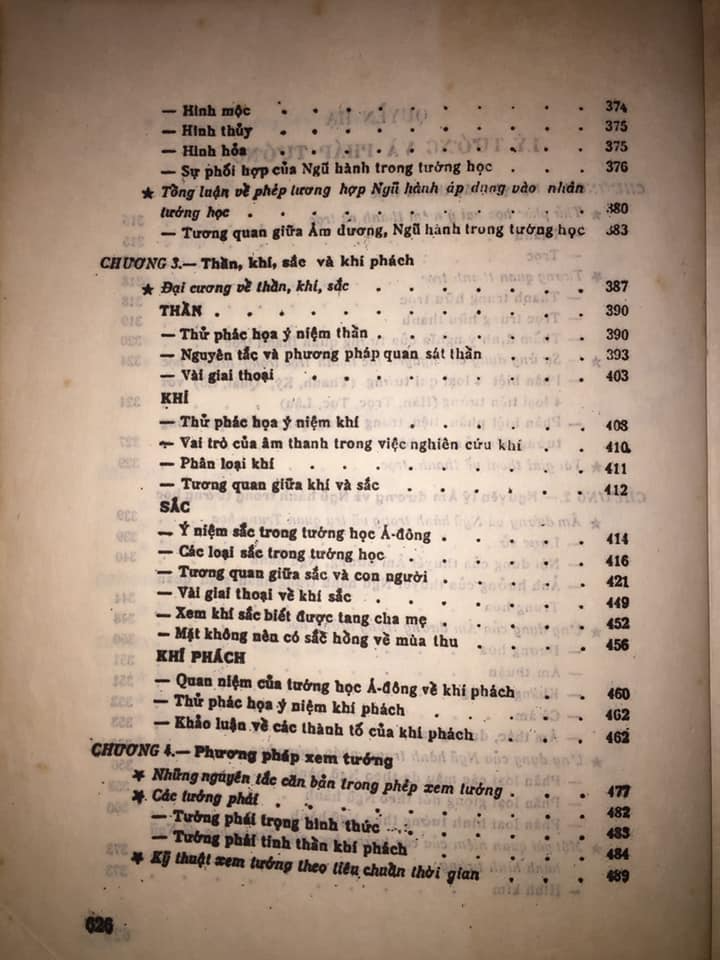 — Hình mộc . . . . . . . . . . 374
— Hình thủy . . . . . . . . . . 375
— Hình hỏa . . . . . . . . . . 375
— Sự phối hợp của Ngũ hành trong tướng học . . . 376
★ Tổng luận về phép tương hợp Ngũ hành áp dụng vào nhân
tướng học . . . . . . . . . . . 380
— Tương quan giữa Âm dương, Ngũ hành trong tướng học 383
CHƯƠNG 3.— Thần, khí, sắc và khí phách
★ Đại cương về thần, khí, sắc . . . . . . . 387
THẦN . . . . . . . . . . . . 390
— Thử phác họa ý niệm thần . . . . . . . 390
— Nguyên tắc và phương pháp quan sát thần . . . 393
— Vài giai thoại . . . . . . . . . 403
KHÍ
— Thử phác họa ý niệm khí . . . . . . 408
— Vai trò của âm thanh trong việc nghiên cứu khí . . 410
— Phân loại khí . . . . . . . . . 411
— Tương quan giữa khí và sắc . . . . . . 412
SẮC
— Ý niệm sắc trong tướng học Á-đông . . . . . 414
— Các loại sắc trong tướng học . . . . . . 416
— Tương quan giữa sắc và con người . . . . . 421
— Vài giai thoại về khí sắc . . . . . . . 449
— Xem khí sắc biết được tang cha mẹ . . . . . 452
— Mặt không nên có sắc hồng về mùa thu . . . . 456
KHÍ PHÁCH
— Quan niệm của tướng học Á-đông về khí phách . . 460
— Thử phác họa ý niệm khí phách . . . . . . 462
— Khảo luận về các thành tố của khí phách . . . 462
CHƯƠNG 4.— Phương pháp xem tướng
★ Những nguyên tắc căn bản trong phép xem tướng . . . 477
★ Các tướng phái . . . . . . . . . . 482
— Tướng phái trọng hình thức . . . . . . . 483
— Tướng phái tinh thần khí phách . . . . . . 484
★ Kỹ thuật xem tướng theo tiêu chuẩn thời gian . . . . 489
626